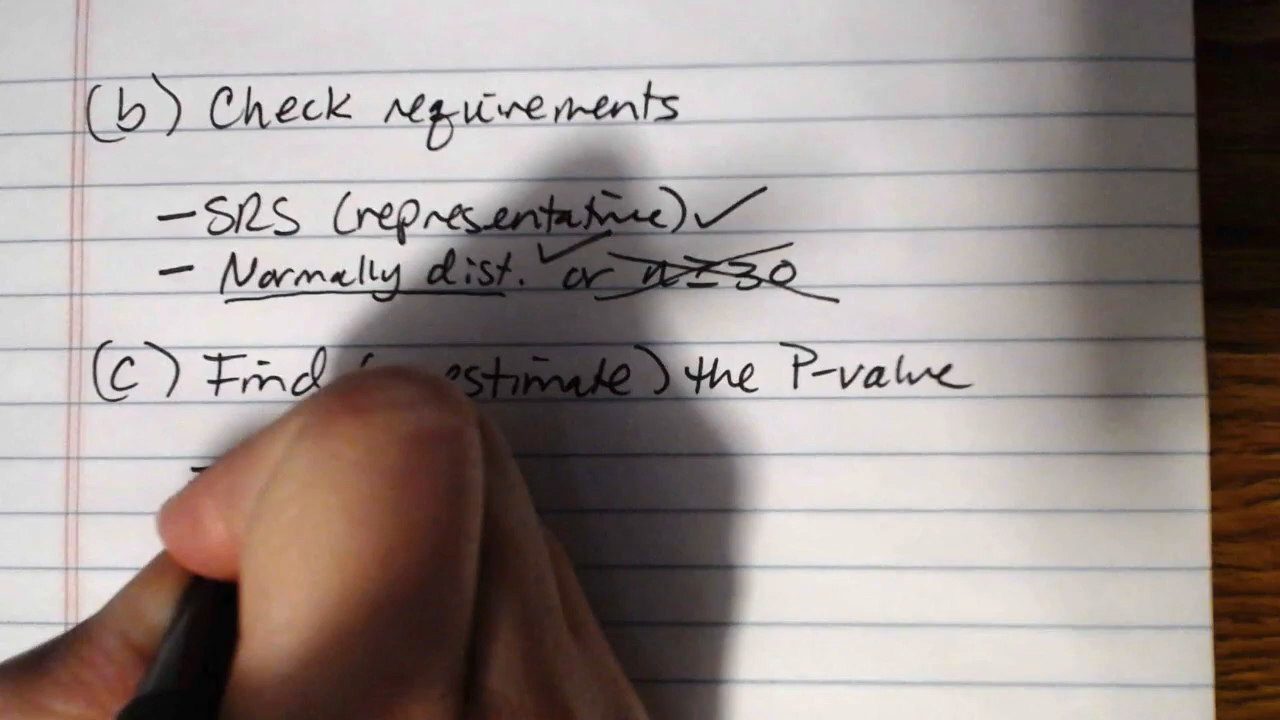 (b) Check requirements
- SRS (representative) ✓
- Normally dist. ✓ or n ≥ 30
(c) Find ( estimate) the P-value